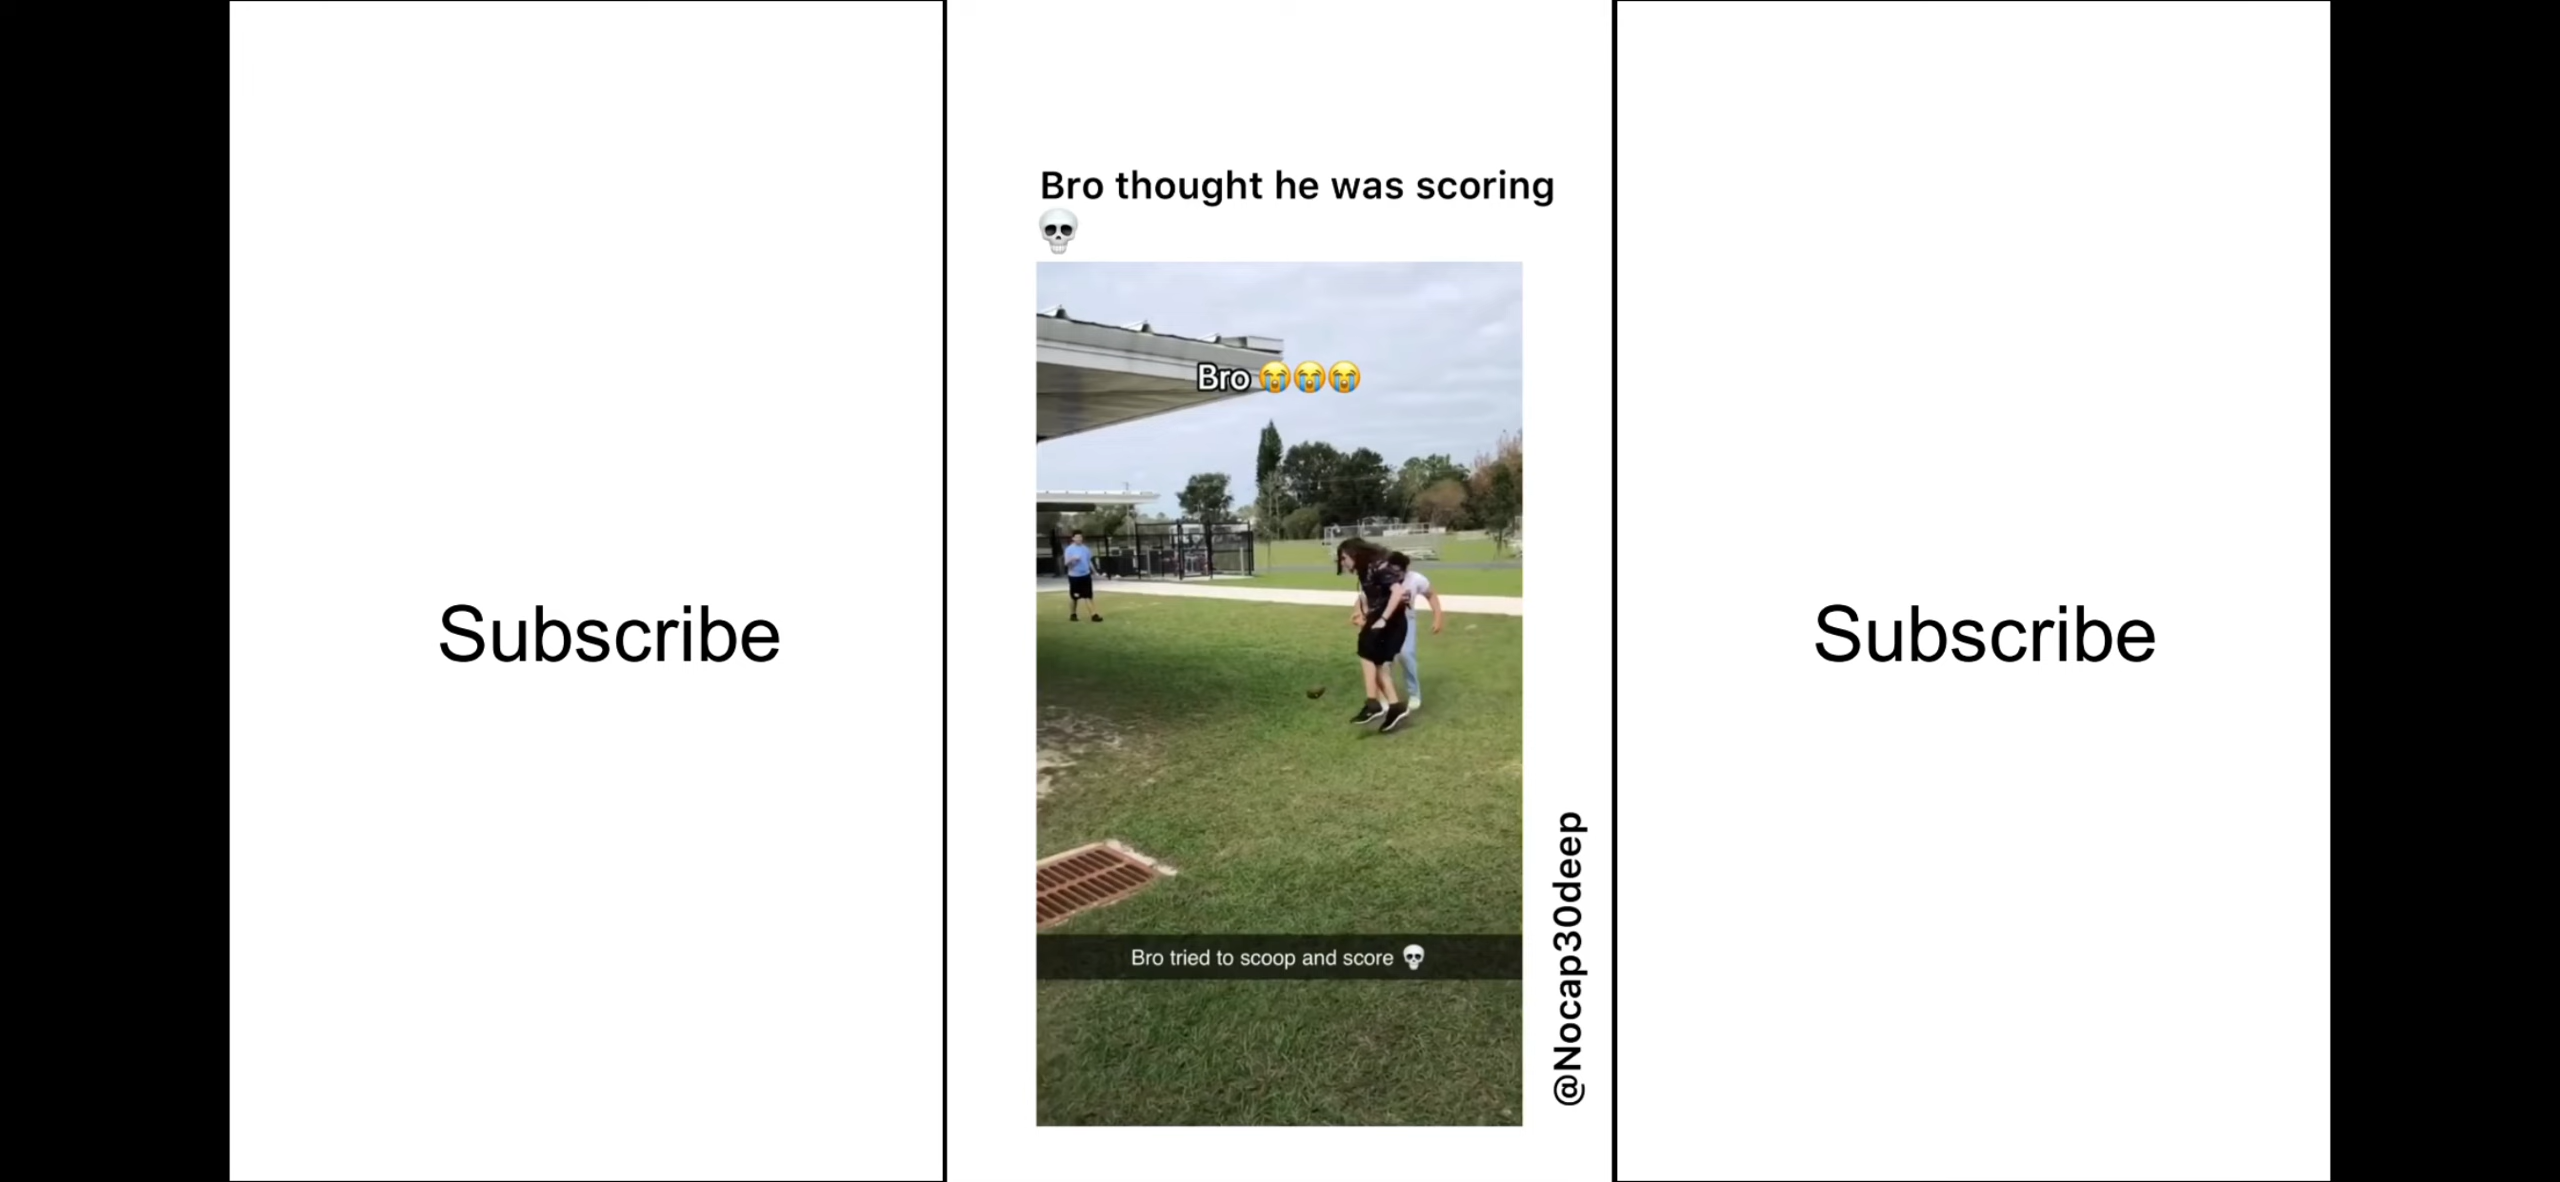 Subscribe
Bro thought he was scoring
💀
Bro 😭😭😭
Bro tried to scoop and score 💀
@Nocap30deep
Subscribe